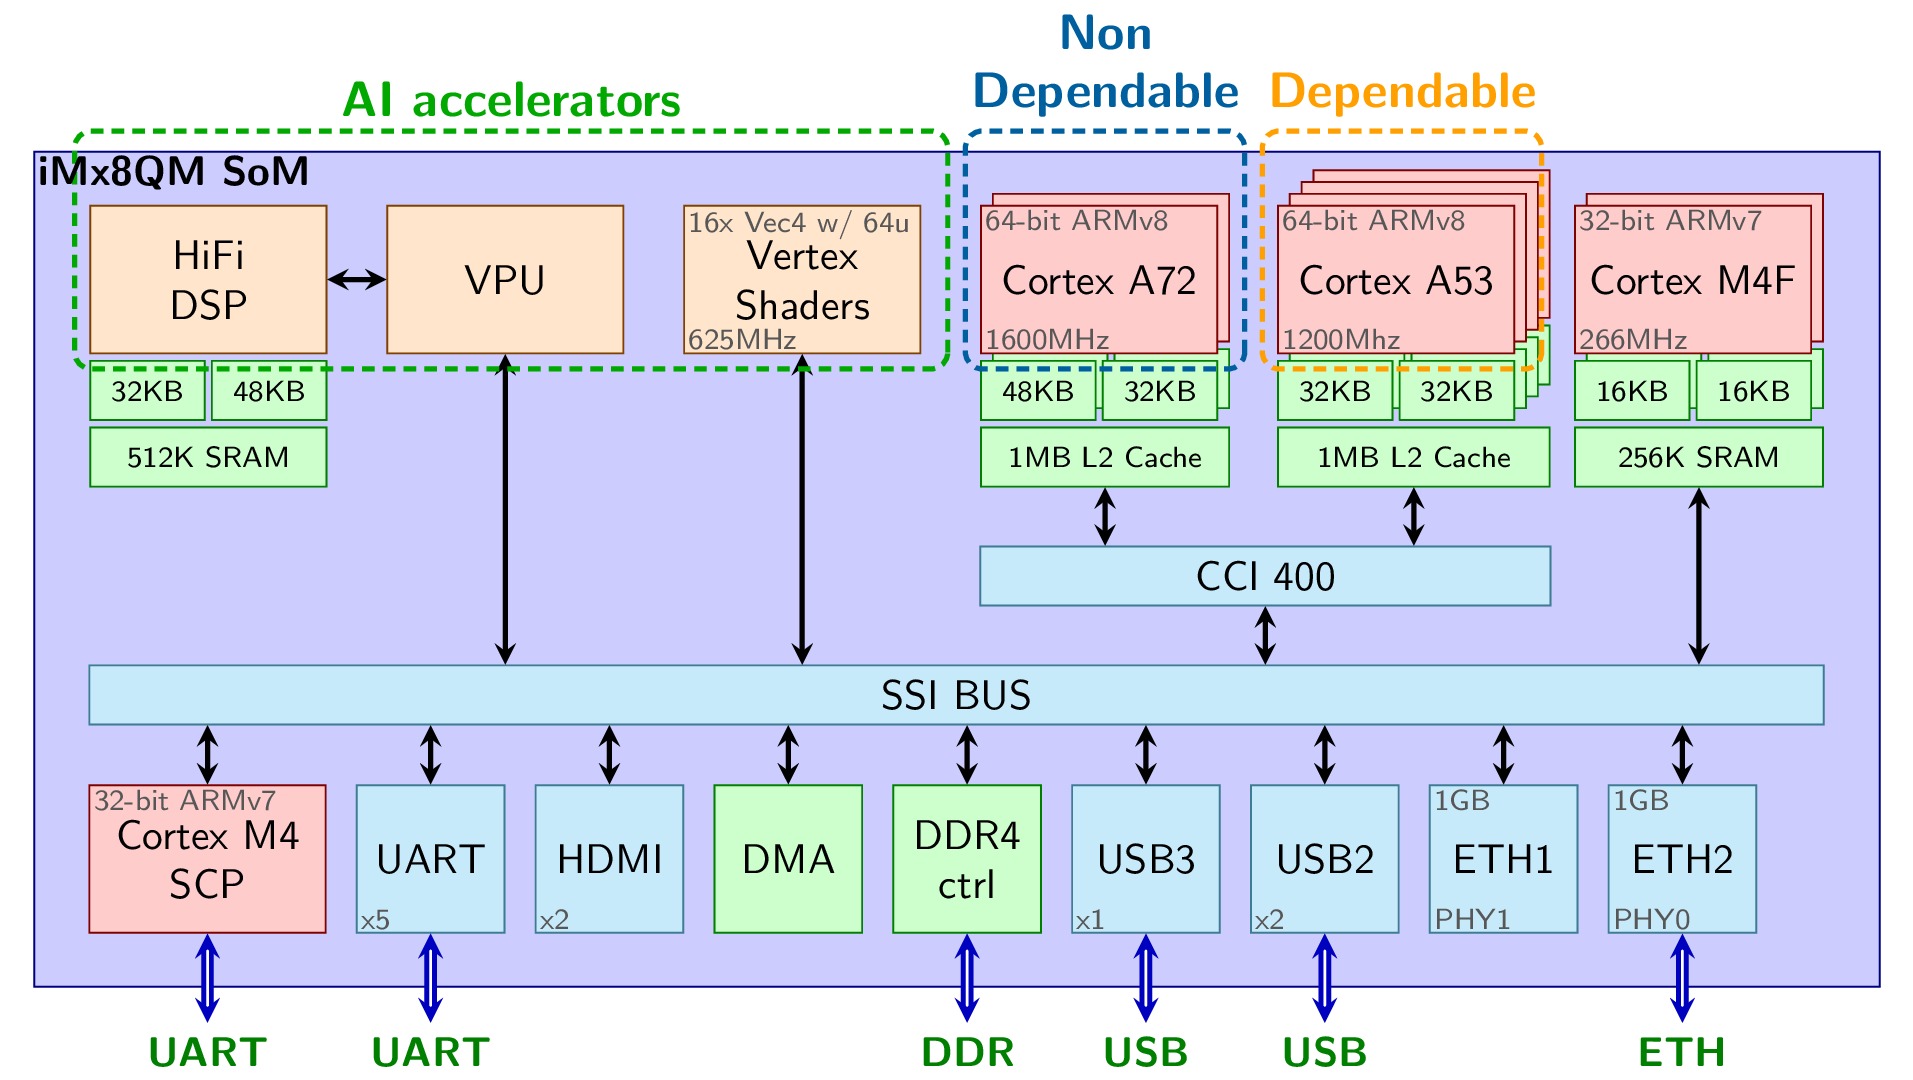 Non
Dependable
AI accelerators
Dependable
iMx8QM SoM
HiFi
DSP
VPU
16x Vec4 w/ 64u
Vertex
Shaders
625MHz
64-bit ARMv8
Cortex A72
1600MHz
64-bit ARMv8
Cortex A53
1200Mhz
32-bit ARMv7
Cortex M4F
266MHz
32KB
48KB
48KB
32KB
32KB
32KB
16KB
16KB
512K SRAM
1MB L2 Cache
1MB L2 Cache
256K SRAM
CCI 400
SSI BUS
32-bit ARMv7
Cortex M4
SCP
UART
x5
HDMI
x2
DMA
DDR4
ctrl
USB3
x1
USB2
x2
1GB
ETH1
PHY1
1GB
ETH2
PHY0
UART
UART
DDR
USB
USB
ETH